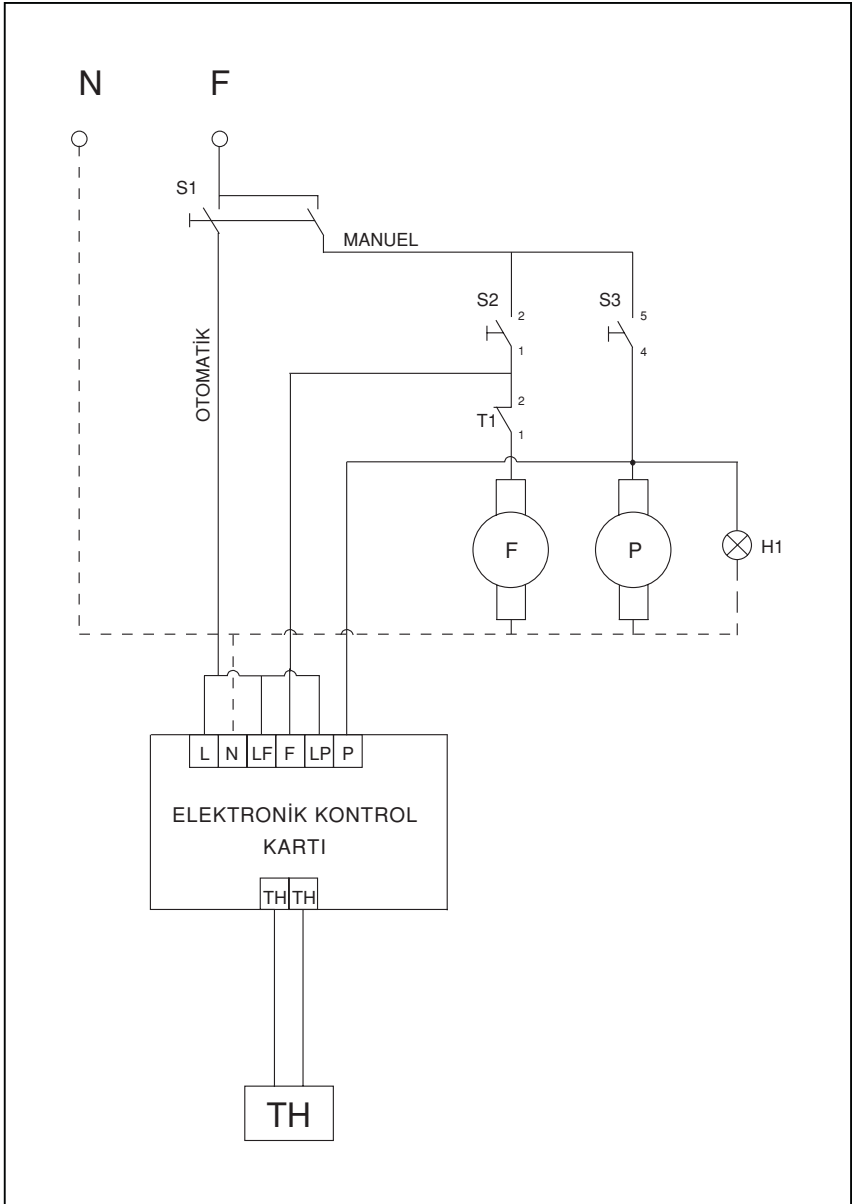 N F
S1
MANUEL
S2 2
1
S3 5
4
OTOMATİK
T1 2
1
F
P
H1
L N LF F LP P
ELEKTRONİK KONTROL
KARTI
TH TH
TH